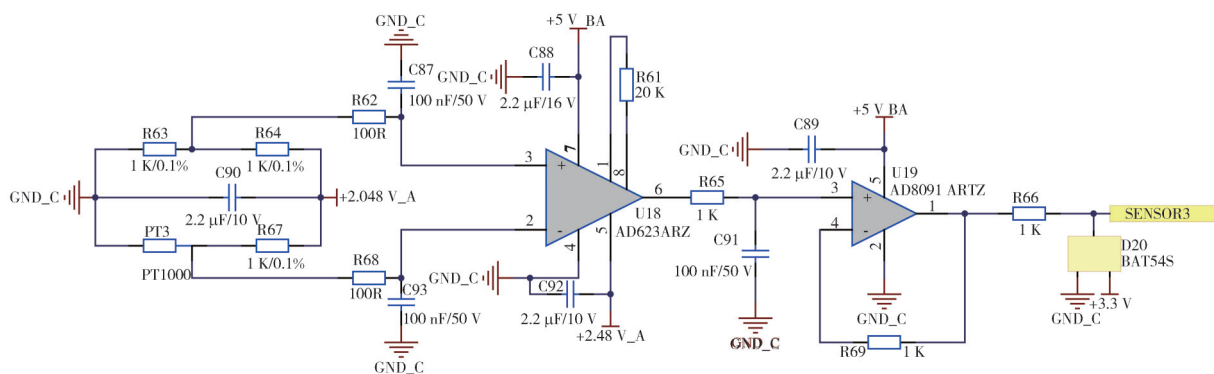 GND_C
+5 V_BA
C87
100 nF/50 V
C88
GND_C
2.2 μF/16 V
R61
20 K
R62
100R
R63
1 K/0.1%
R64
1 K/0.1%
C90
GND_C
2.2 μF/10 V
+2.048 V_A
PT3
PT1000
R67
1 K/0.1%
R68
100R
C93
100 nF/50 V
GND_C
3
2
7
1
8
+
-
6
4
5
U18
AD623ARZ
GND_C
C92
2.2 μF/10 V
+2.48 V_A
R65
1 K
C91
100 nF/50 V
GND_C
+5 V_BA
C89
GND_C
2.2 μF/10 V
U19
AD8091 ARTZ
3
4
5
+
-
1
2
GND_C
R69
1 K
R66
1 K
SENSOR3
D20
BAT54S
GND_C
+3.3 V